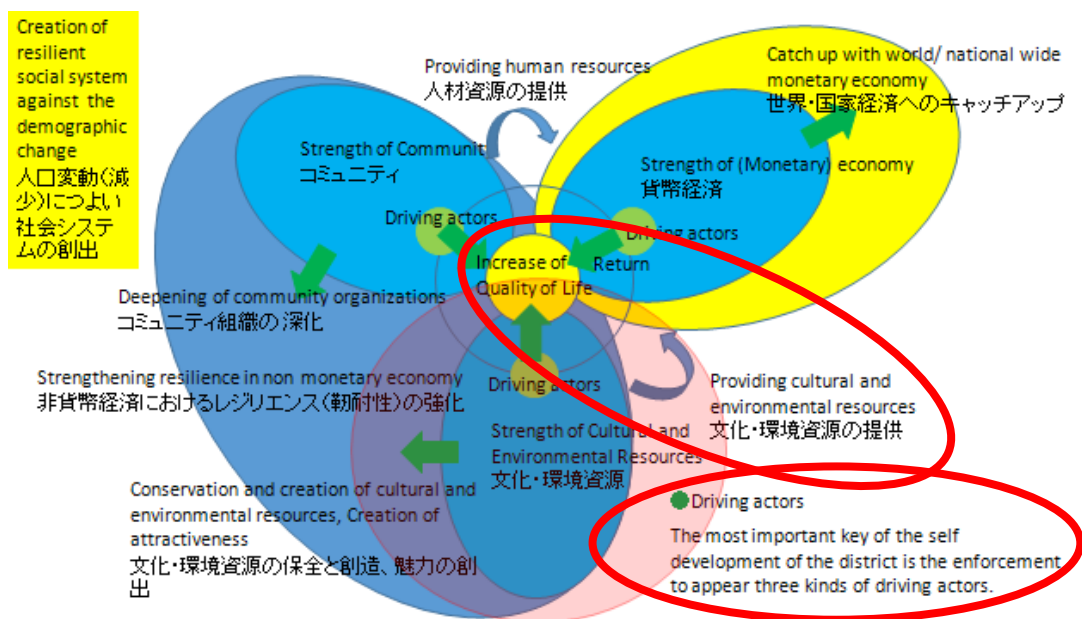 Creation of
resilient
social system
against the
demographic
change
人口変動(減
少)につよい
社会システ
ムの創出
Providing human resources
人材資源の提供
Catch up with world/ national wide
monetary economy
世界・国家経済へのキャッチアップ
Strength of Communit
コミュニティ
Strength of (Monetary) economy
貨幣経済
Driving actors
Driving actors
Increase of
Quality of Life
Return
Deepening of community organizations
コミュニティ組織の深化
Strengthening resilience in non monetary economy
非貨幣経済におけるレジリエンス(靭耐性)の強化
Driving actors
Providing cultural and
environmental resources
文化・環境資源の提供
Strength of Cultural and
Environmental Resources
文化・環境資源
Conservation and creation of cultural and
environmental resources, Creation of
attractiveness
文化・環境資源の保全と創造、魅力の創
出
Driving actors
The most important key of the self
development of the district is the enforcement
to appear three kinds of driving actors.